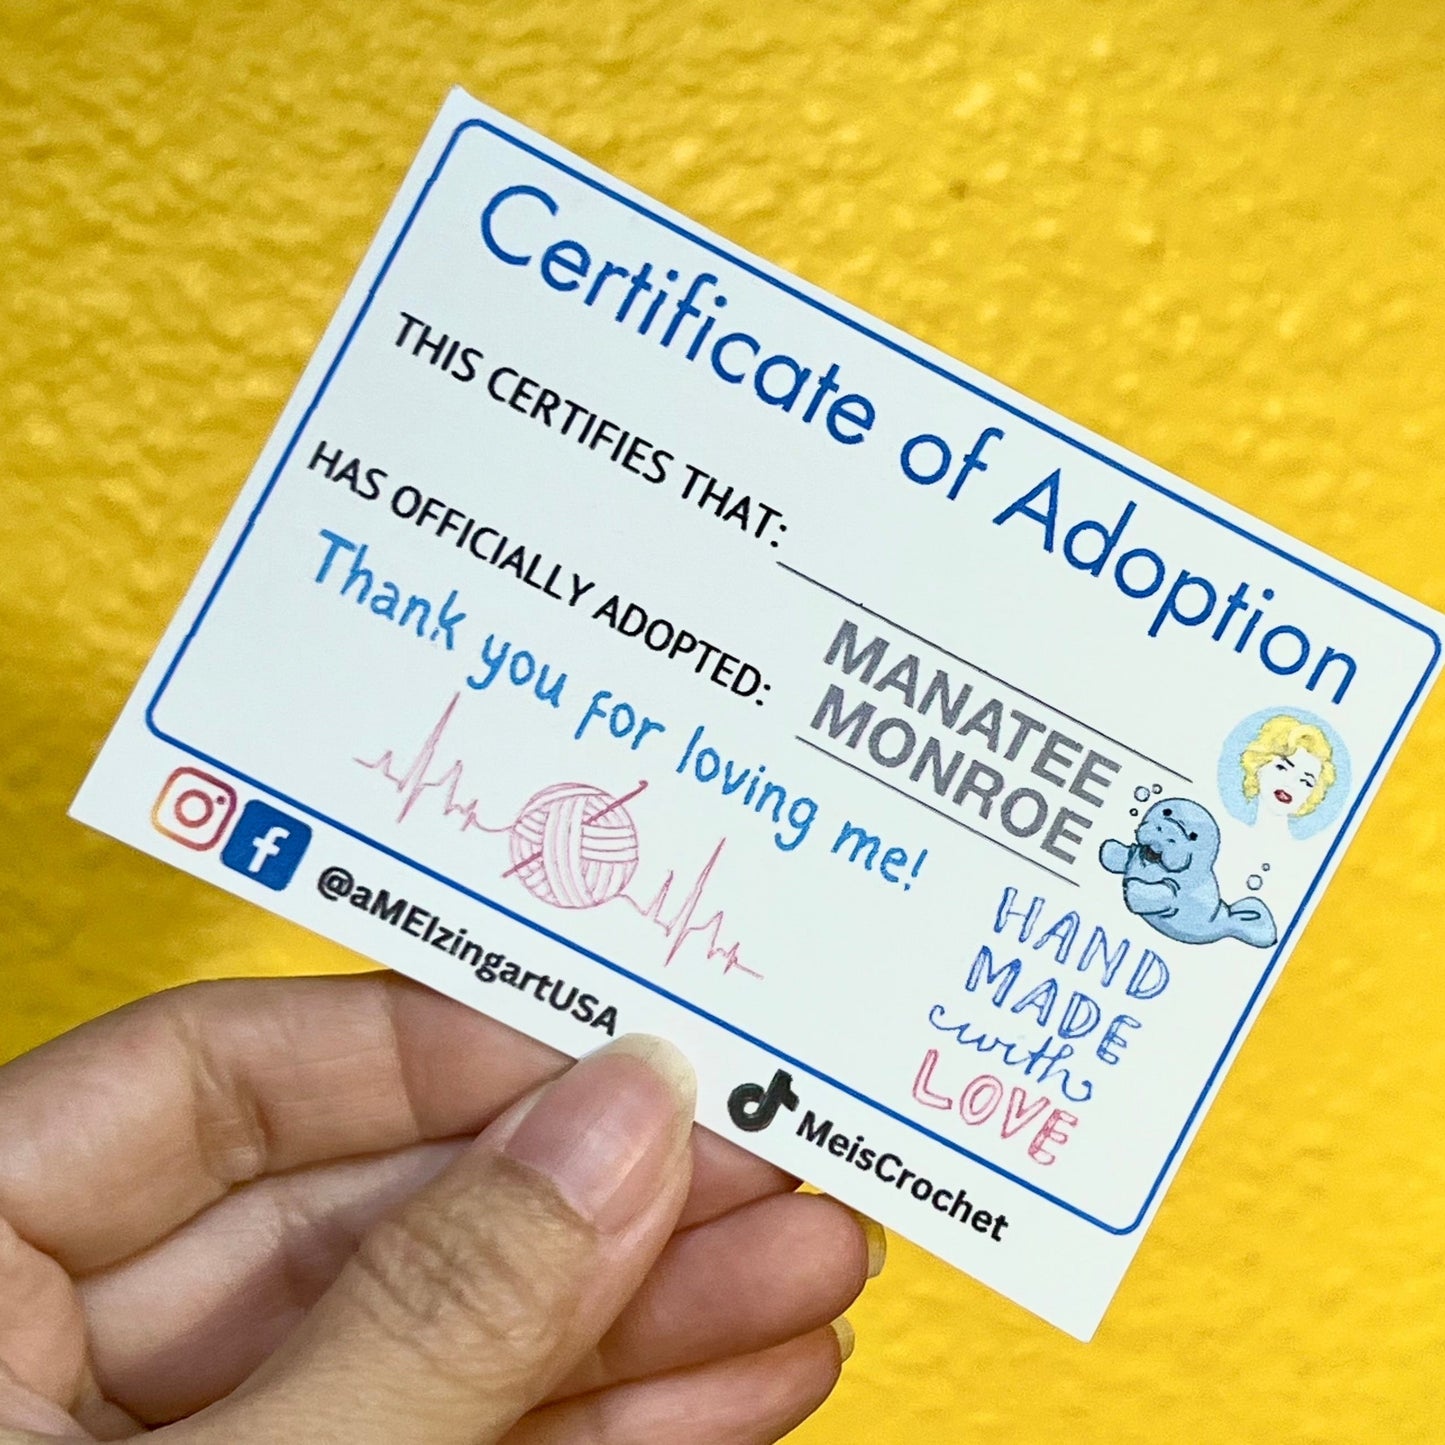 Certificate of Adoption
THIS CERTIFIES THAT:
HAS OFFICIALLY ADOPTED:
MANATEE
MONROE
Thank you for loving me!
HAND
MADE
with
LOVE
@aMEIzingartUSA
MeisCrochet